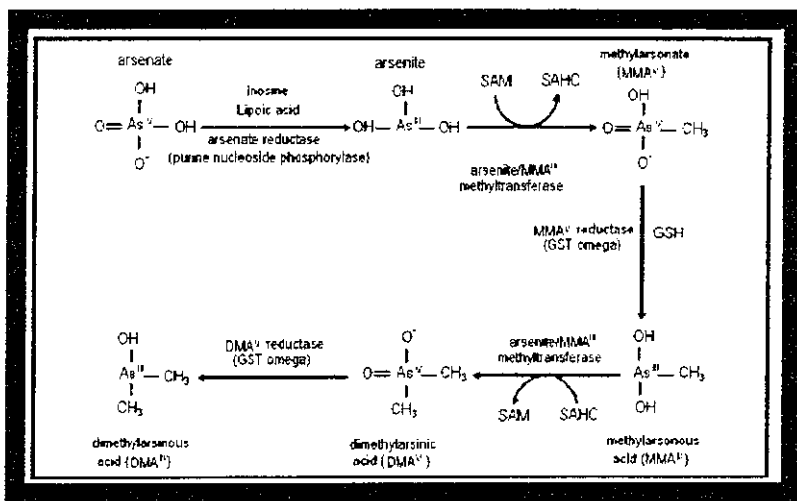 arsenate
OH
O=As^V—OH
O⁻
inosine
Lipoic acid
arsenate reductase
(purine nucleoside phosphorylase)
arsenite
OH
OH—As^III—OH
SAM SAHC
arsenite/MMA^III
methyltransferase
methylarsonate
(MMA^V)
OH
O=As^V—CH₃
O⁻
MMA^V reductase
(GST omega)
GSH
OH
As^III—CH₃
OH
methylarsonous
acid (MMA^III)
arsenite/MMA^III
methyltransferase
SAM SAHC
O⁻
O=As^V—CH₃
CH₃
dimethylarsinic
acid (DMA^V)
DMA^V reductase
(GST omega)
OH
As^III—CH₃
CH₃
dimethylarsinous
acid (DMA^III)